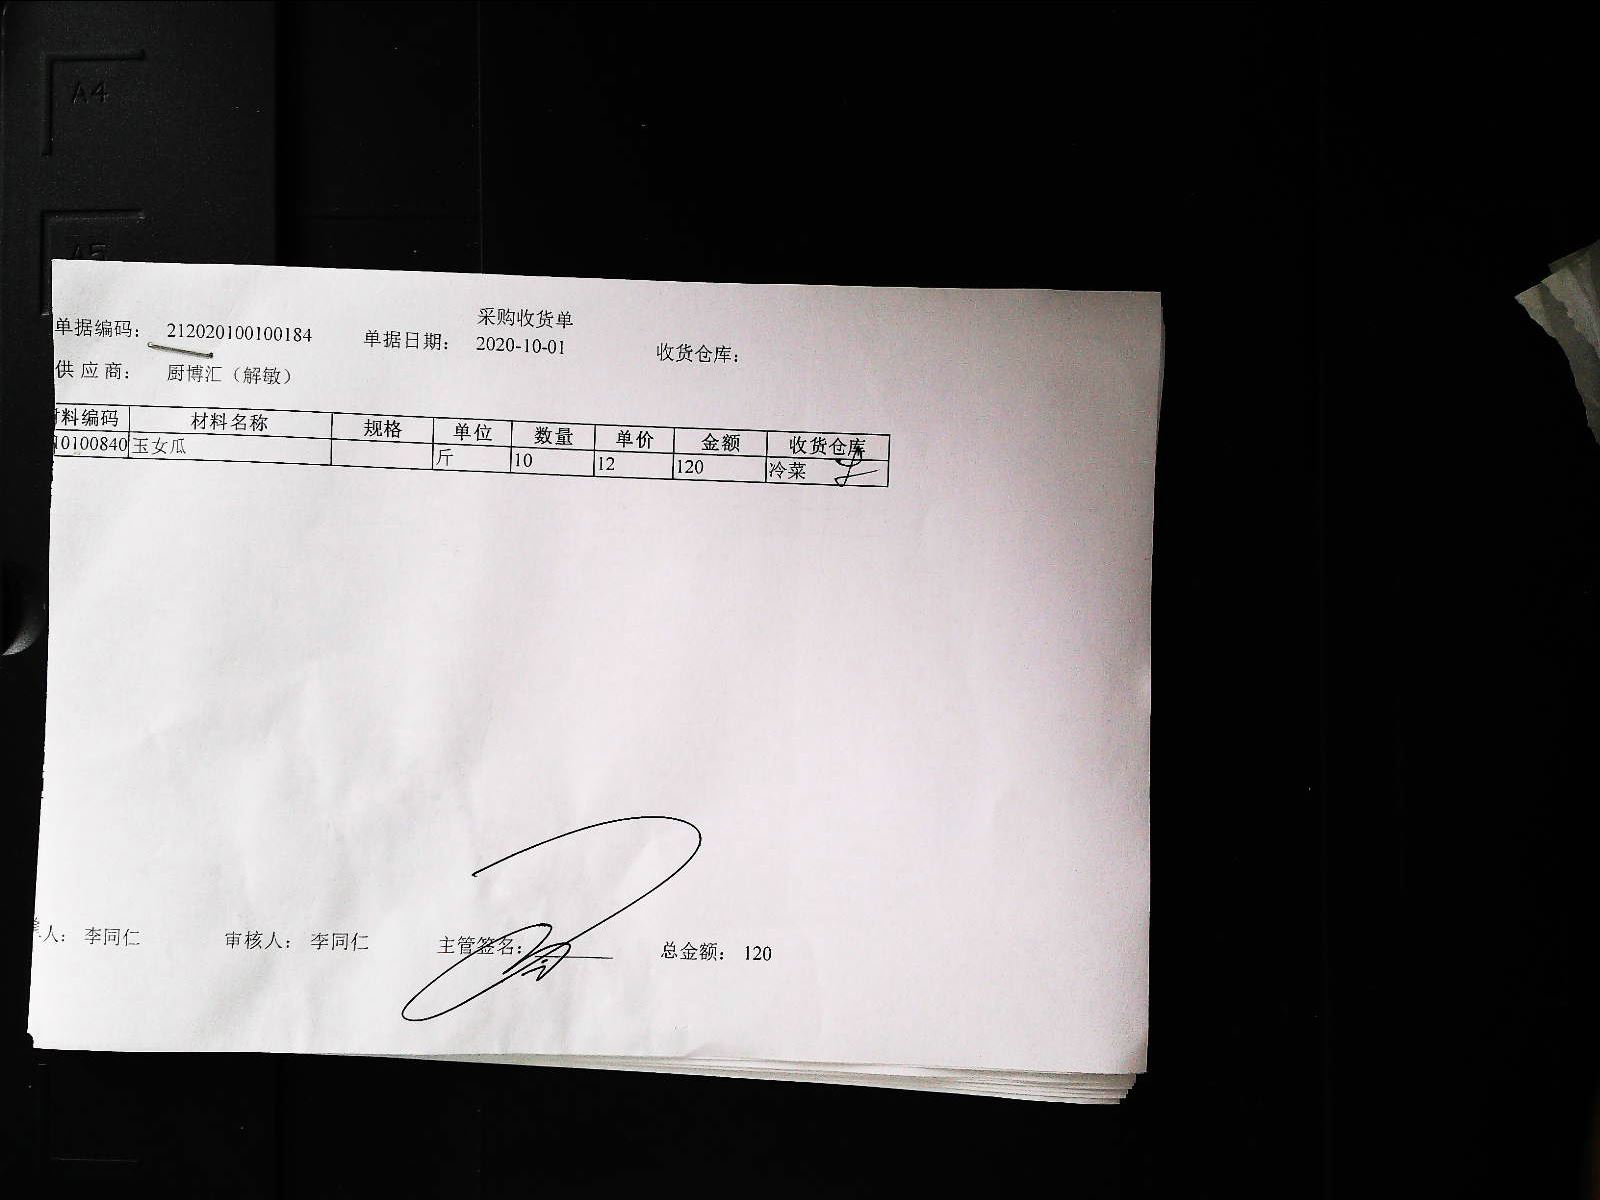 A4
采购收货单
单据编码： 212020100100184 单据日期： 2020-10-01 收货仓库：
供应商： 厨博汇（解敏）
料编码 材料名称 规格 单位 数量 单价 金额 收货仓库
10100840 玉女瓜 斤 10 12 120 冷菜
人： 李同仁 审核人： 李同仁 主管签名： 总金额： 120